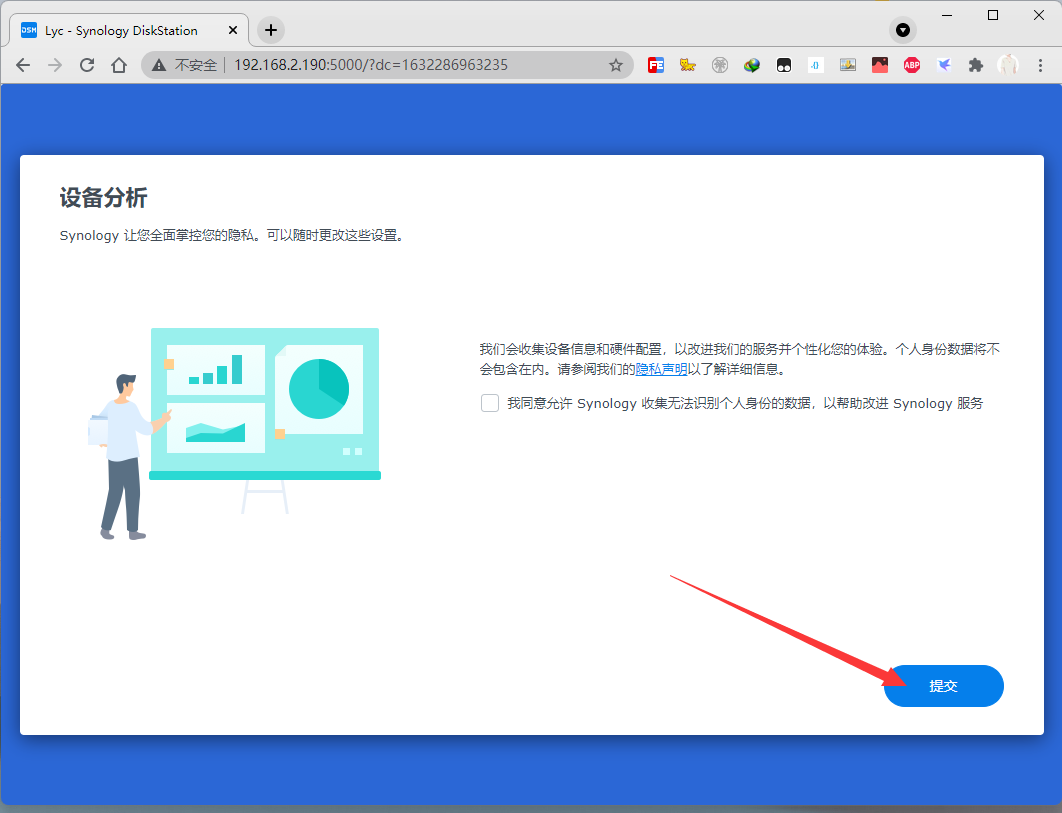 DSM
Lyc - Synology DiskStation
不安全
192.168.2.190:5000/?dc=1632286963235
ABP
设备分析
Synology 让您全面掌控您的隐私。可以随时更改这些设置。
我们会收集设备信息和硬件配置，以改进我们的服务并个性化您的体验。个人身份数据将不
会包含在内。请参阅我们的隐私声明以了解详细信息。
我同意允许 Synology 收集无法识别个人身份的数据，以帮助改进 Synology 服务
提交